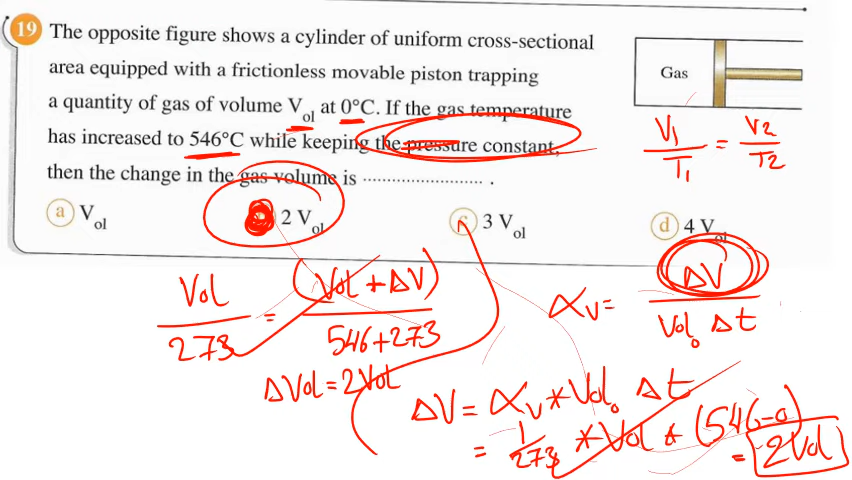 19 The opposite figure shows a cylinder of uniform cross-sectional
area equipped with a frictionless movable piston trapping
a quantity of gas of volume V_ol at 0°C. If the gas temperature
has increased to 546°C while keeping the pressure constant,
then the change in the gas volume is ........................ .
Gas
V1/T1 = V2/T2
a V_ol
2 V_ol
c 3 V_ol
d 4 V_ol
Vol/273 = (Vol + ΔV)/546+273
ΔVol = 2Vol
αv = ΔV/Vol₀ Δt
ΔV = αv * Vol₀ Δt
= 1/273 * Vol * (546-0)
= 2Vol